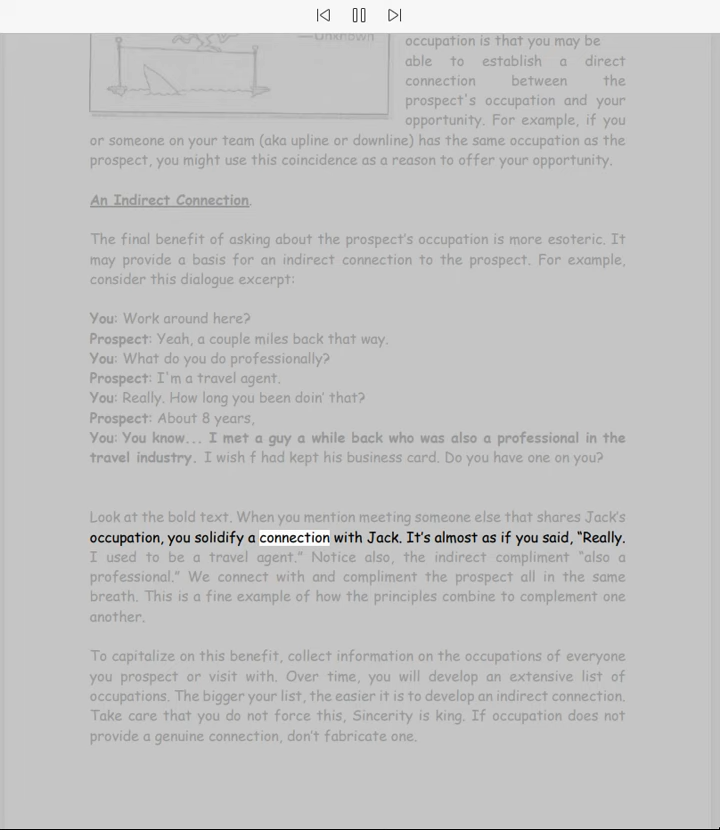 —Unknown
occupation is that you may be
able to establish a direct
connection between the
prospect's occupation and your
opportunity. For example, if you
or someone on your team (aka upline or downline) has the same occupation as the
prospect, you might use this coincidence as a reason to offer your opportunity.
An Indirect Connection.
The final benefit of asking about the prospect's occupation is more esoteric. It
may provide a basis for an indirect connection to the prospect. For example,
consider this dialogue excerpt:
You: Work around here?
Prospect: Yeah, a couple miles back that way.
You: What do you do professionally?
Prospect: I'm a travel agent.
You: Really. How long you been doin' that?
Prospect: About 8 years,
You: You know... I met a guy a while back who was also a professional in the
travel industry. I wish f had kept his business card. Do you have one on you?
Look at the bold text. When you mention meeting someone else that shares Jack's
occupation, you solidify a connection with Jack. It's almost as if you said, “Really.
I used to be a travel agent.” Notice also, the indirect compliment “also a
professional.” We connect with and compliment the prospect all in the same
breath. This is a fine example of how the principles combine to complement one
another.
To capitalize on this benefit, collect information on the occupations of everyone
you prospect or visit with. Over time, you will develop an extensive list of
occupations. The bigger your list, the easier it is to develop an indirect connection.
Take care that you do not force this, Sincerity is king. If occupation does not
provide a genuine connection, don't fabricate one.